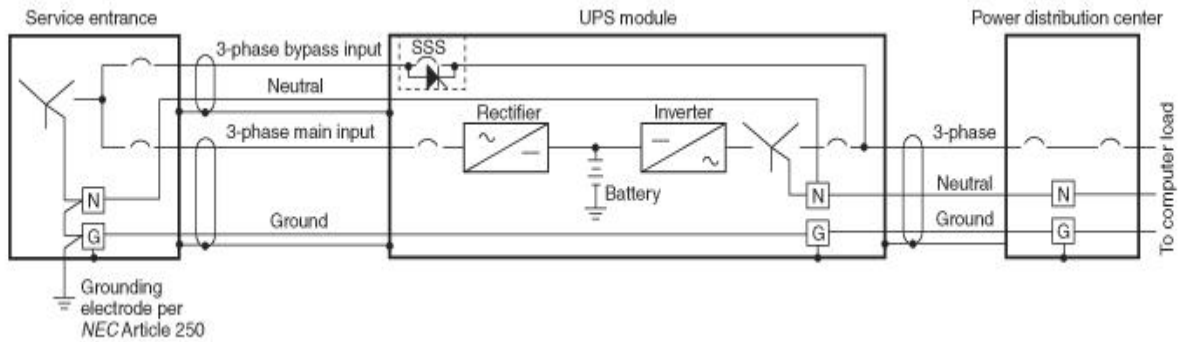 Service entrance
UPS module
Power distribution center
3-phase bypass input
SSS
Neutral
Rectifier
Inverter
3-phase main input
3-phase
Battery
N
N
Neutral
N
Ground
G
G
Ground
G
To computer load
Grounding
electrode per
NEC Article 250